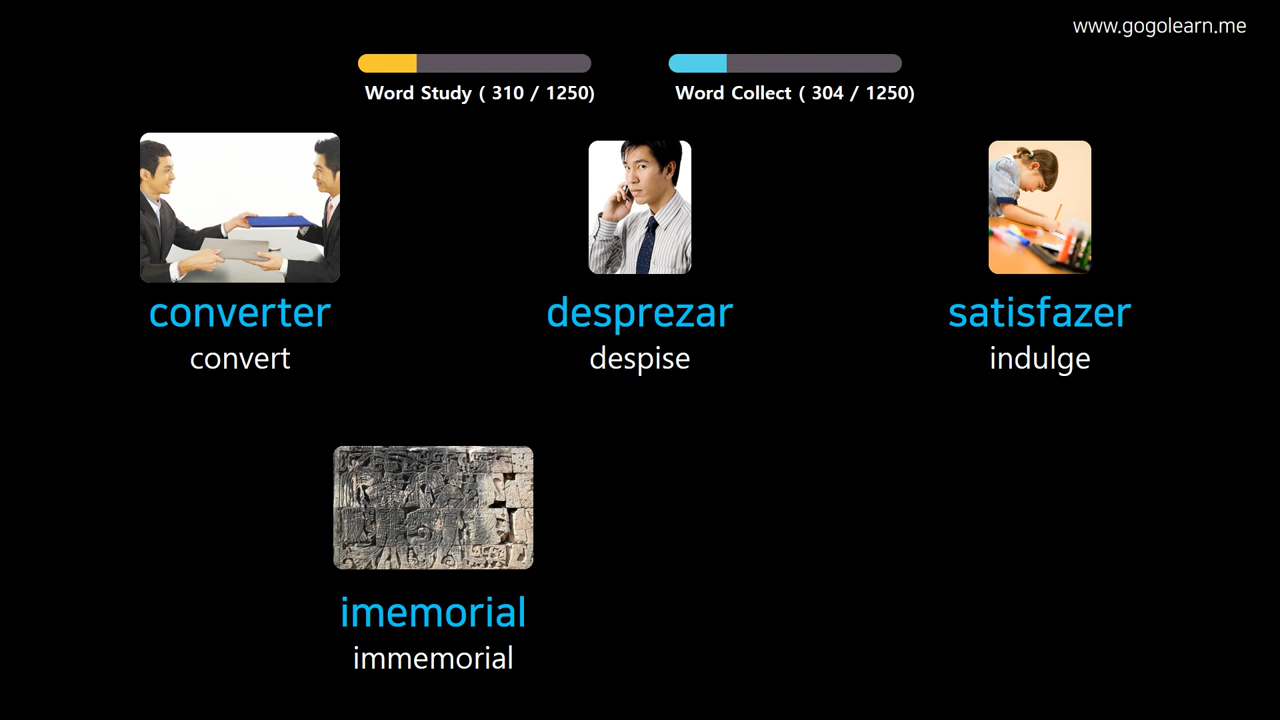 www.gogolearn.me
Word Study ( 310 / 1250)
Word Collect ( 304 / 1250)
converter
convert
desprezar
despise
satisfazer
indulge
imemorial
immemorial